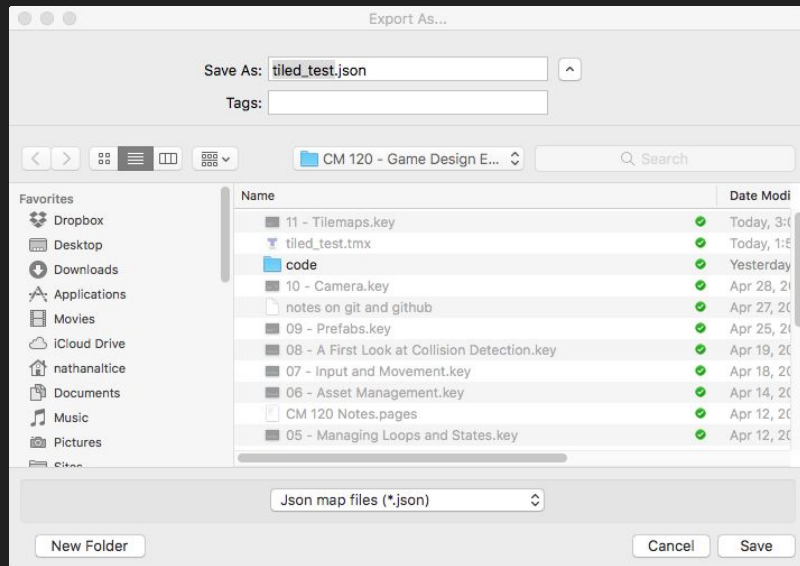 Export As...
Save As: tiled_test.json
Tags:
CM 120 - Game Design E...
Search
Favorites
Dropbox
Desktop
Downloads
Applications
Movies
iCloud Drive
nathanaltice
Documents
Music
Pictures
Sites
Name Date Modi
11 - Tilemaps.key Today, 3:0
tiled_test.tmx Today, 1:5
code Yesterday
10 - Camera.key Apr 28, 20
notes on git and github Apr 27, 20
09 - Prefabs.key Apr 25, 20
08 - A First Look at Collision Detection.key Apr 19, 20
07 - Input and Movement.key Apr 18, 20
06 - Asset Management.key Apr 14, 20
CM 120 Notes.pages Apr 12, 20
05 - Managing Loops and States.key Apr 12, 20
Json map files (*.json)
New Folder Cancel Save